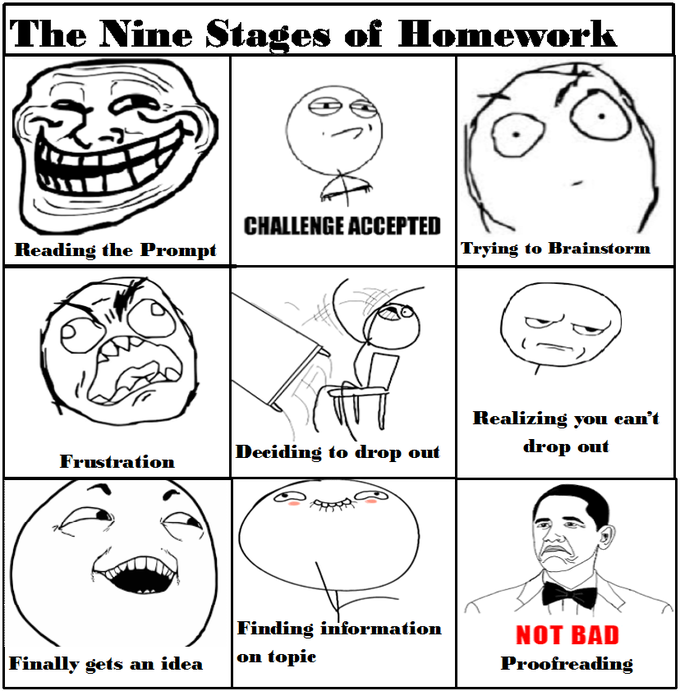 The Nine Stages of Homework
Reading the Prompt
CHALLENGE ACCEPTED
Trying to Brainstorm
Frustration
Deciding to drop out
Realizing you can't
drop out
Finally gets an idea
Finding information
on topic
NOT BAD
Proofreading